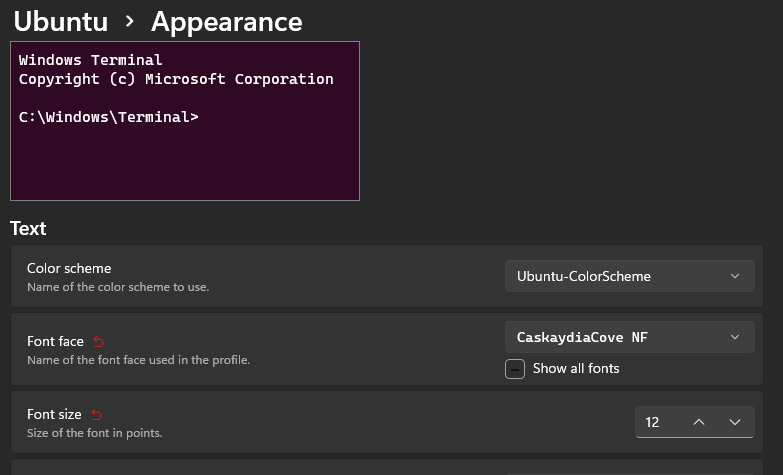 Ubuntu › Appearance
Windows Terminal
Copyright (c) Microsoft Corporation
C:\Windows\Terminal>
Text
Color scheme
Name of the color scheme to use.
Ubuntu-ColorScheme
Font face
Name of the font face used in the profile.
CaskaydiaCove NF
Show all fonts
Font size
Size of the font in points.
12